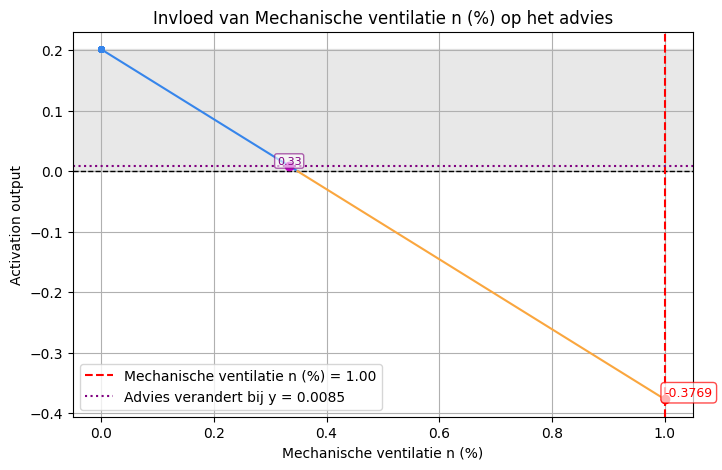 Invloed van Mechanische ventilatie n (%) op het advies
Activation output
0.2
0.1
0.0
−0.1
−0.2
−0.3
−0.4
0.33
-0.3769
Mechanische ventilatie n (%) = 1.00
Advies verandert bij y = 0.0085
0.0 0.2 0.4 0.6 0.8 1.0
Mechanische ventilatie n (%)